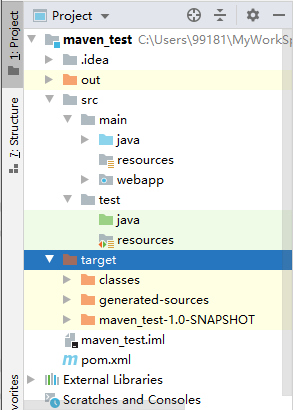 Project
1: Project
maven_test C:\Users\99181\MyWorkSp
.idea
out
src
main
java
resources
webapp
test
java
resources
target
classes
generated-sources
maven_test-1.0-SNAPSHOT
maven_test.iml
pom.xml
External Libraries
Scratches and Consoles
7: Structure
vorites